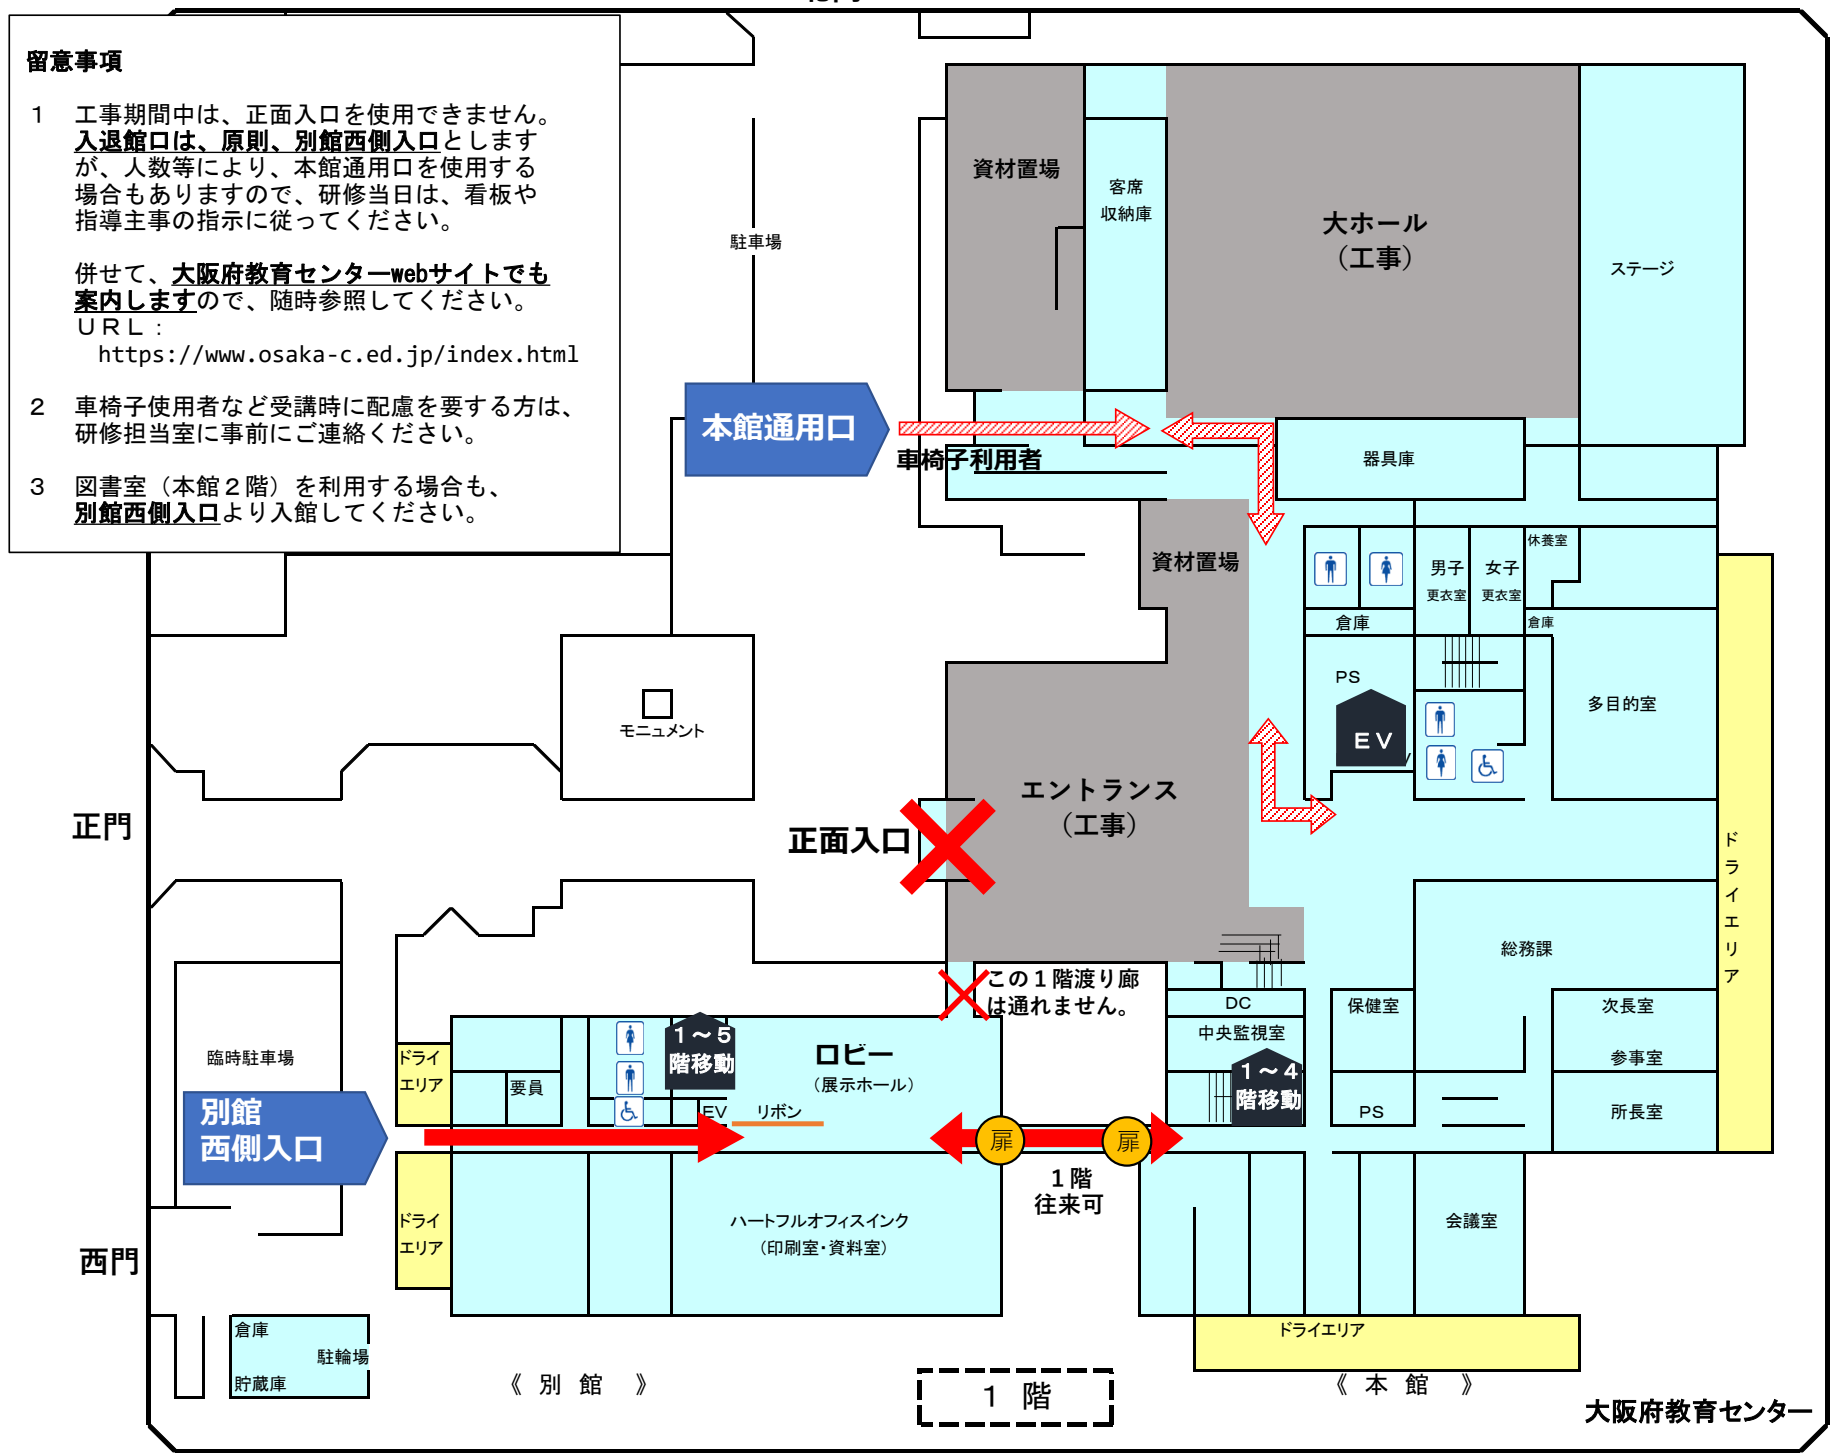 留意事項
1 工事期間中は、正面入口を使用できません。
入退館口は、原則、別館西側入口とします
が、人数等により、本館通用口を使用する
場合もありますので、研修当日は、看板や
指導主事の指示に従ってください。
併せて、大阪府教育センターwebサイトでも
案内しますので、随時参照してください。
ＵＲＬ：
https://www.osaka-c.ed.jp/index.html
2 車椅子使用者など受講時に配慮を要する方は、
研修担当室に事前にご連絡ください。
3 図書室（本館２階）を利用する場合も、
別館西側入口より入館してください。
駐車場
資材置場
客席
収納庫
大ホール
（工事）
ステージ
本館通用口
車椅子利用者
器具庫
資材置場
男子
更衣室
女子
更衣室
休養室
倉庫
倉庫
PS
EV
多目的室
モニュメント
正門
正面入口
エントランス
（工事）
ドライエリア
総務課
この１階渡り廊
は通れません。
DC
中央監視室
保健室
次長室
参事室
所長室
PS
1～4
階移動
臨時駐車場
ドライ
エリア
要員
1～5
階移動
EV
リボン
ロビー
（展示ホール）
別館
西側入口
扉
扉
1階
往来可
西門
ドライ
エリア
ハートフルオフィスインク
（印刷室・資料室）
会議室
ドライエリア
倉庫
駐輪場
貯蔵庫
《 別 館 》
1 階
《 本 館 》
大阪府教育センター